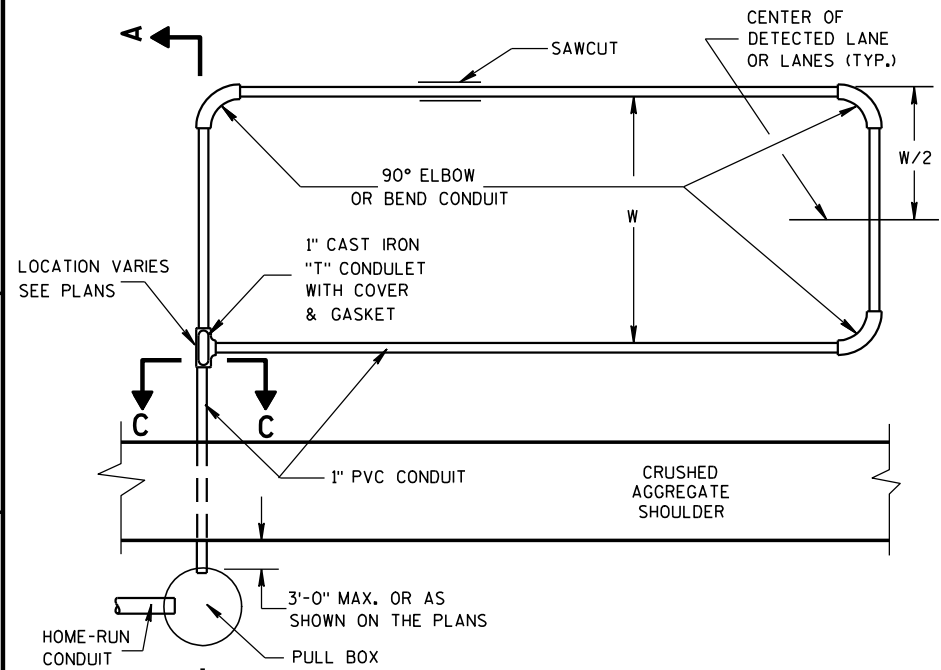 A
SAWCUT
CENTER OF
DETECTED LANE
OR LANES (TYP.)
W/2
90° ELBOW
OR BEND CONDUIT
W
1" CAST IRON
"T" CONDULET
WITH COVER
& GASKET
LOCATION VARIES
SEE PLANS
C
C
1" PVC CONDUIT
CRUSHED
AGGREGATE
SHOULDER
3'-0" MAX. OR AS
SHOWN ON THE PLANS
HOME-RUN
CONDUIT
PULL BOX